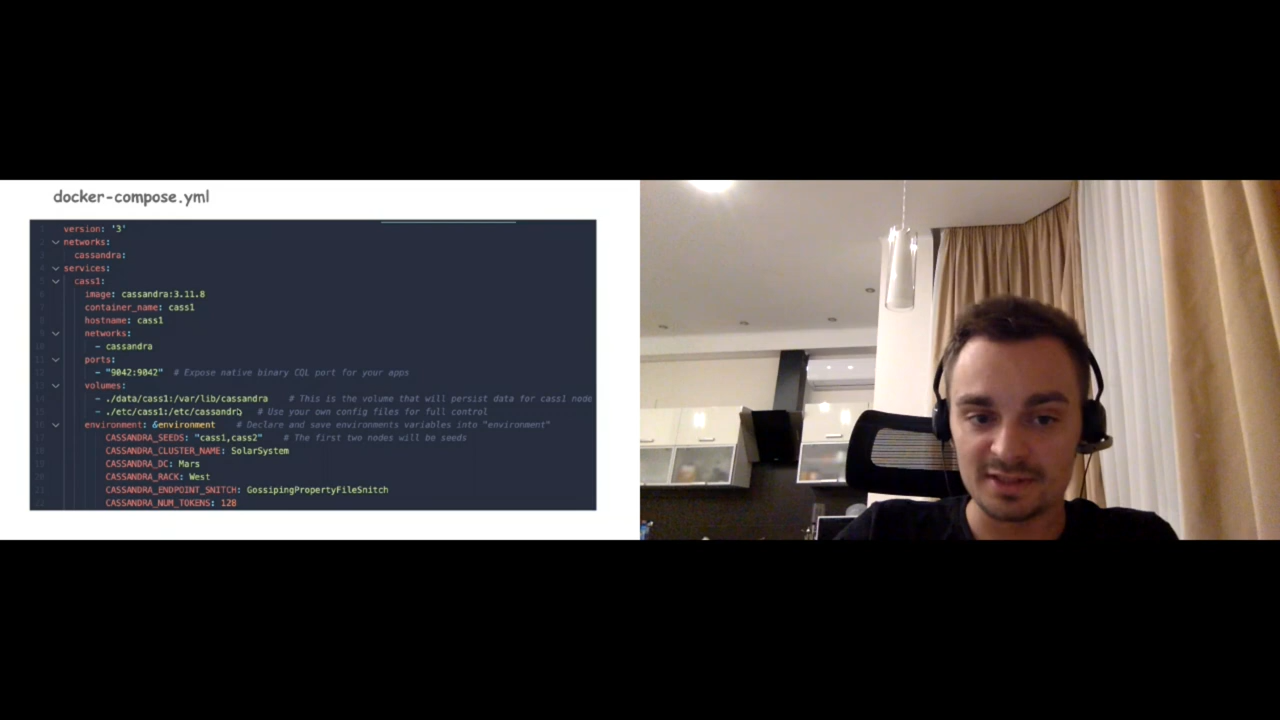 docker-compose.yml
version: '3'
networks:
cassandra:
services:
cass1:
image: cassandra:3.11.8
container_name: cass1
hostname: cass1
networks:
- cassandra
ports:
- "9042:9042" # Expose native binary CQL port for your apps
volumes:
- ./data/cass1:/var/lib/cassandra # This is the volume that will persist data for cass1 node
- ./etc/cass1:/etc/cassandra # Use your own config files for full control
environment: &environment # Declare and save environments variables into "environment"
CASSANDRA_SEEDS: "cass1,cass2" # The first two nodes will be seeds
CASSANDRA_CLUSTER_NAME: SolarSystem
CASSANDRA_DC: Mars
CASSANDRA_RACK: West
CASSANDRA_ENDPOINT_SNITCH: GossipingPropertyFileSnitch
CASSANDRA_NUM_TOKENS: 128